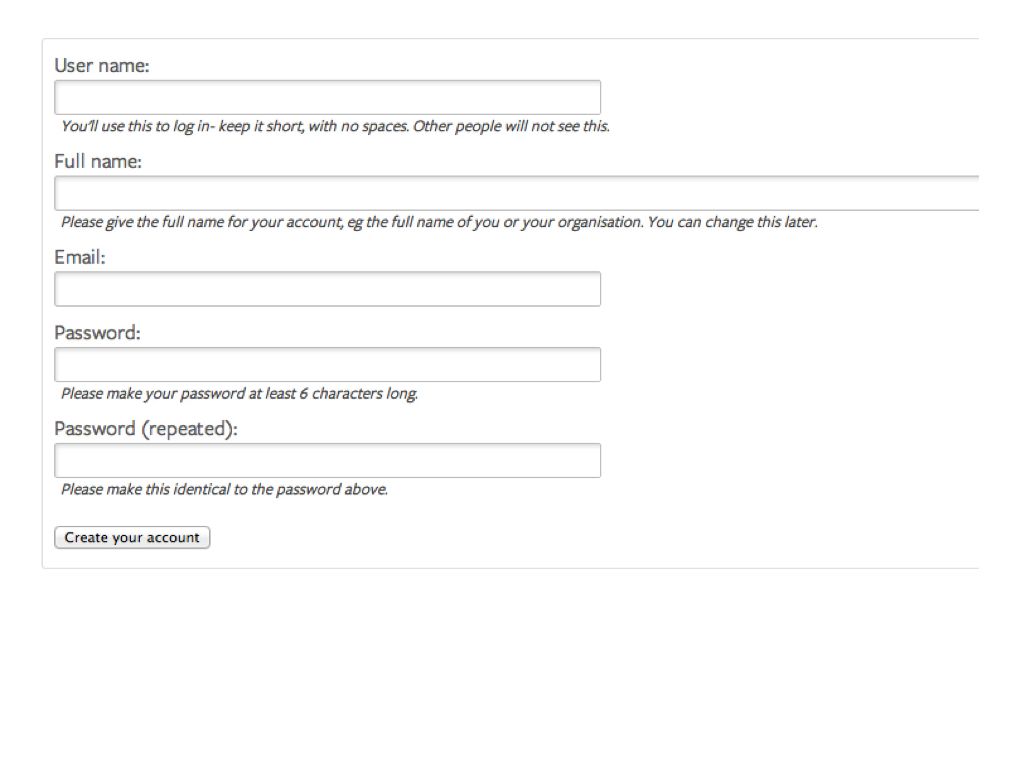 User name:
You'll use this to log in- keep it short, with no spaces. Other people will not see this.
Full name:
Please give the full name for your account, eg the full name of you or your organisation. You can change this later.
Email:
Password:
Please make your password at least 6 characters long.
Password (repeated):
Please make this identical to the password above.
Create your account